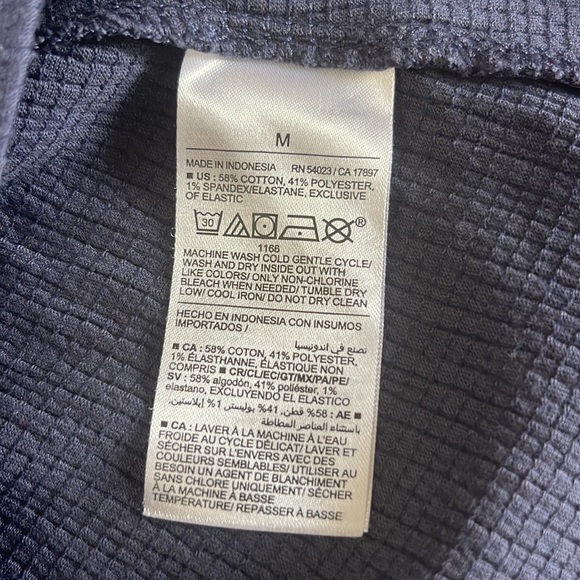 M
MADE IN INDONESIA RN 54023 / CA 17897
■ US : 58% COTTON, 41% POLYESTER,
1% SPANDEX/ELASTANE, EXCLUSIVE
OF ELASTIC
30 ®
1168
MACHINE WASH COLD GENTLE CYCLE/
WASH AND DRY INSIDE OUT WITH
LIKE COLORS/ ONLY NON-CHLORINE
BLEACH WHEN NEEDED/ TUMBLE DRY
LOW/ COOL IRON/ DO NOT DRY CLEAN
HECHO EN INDONESIA CON INSUMOS
IMPORTADOS /
تصنع في اندونيسيا
■ CA : 58% COTON, 41% POLYESTER,
1% ÉLASTHANNE, ÉLASTIQUE NON
COMPRIS ■ CR/CL/EC/GT/MX/PA/PE/
SV : 58% algodón, 41% poliéster, 1%
elastano, EXCLUYENDO EL ELASTICO
■ AE : 58% قطن، 41% بوليستر 1% إيلاستين،
باستثناء العناصر المطاطة
■ CA : LAVER À LA MACHINE À L'EAU
FROIDE AU CYCLE DÉLICAT/ LAVER ET
SÉCHER SUR L'ENVERS AVEC DES
COULEURS SEMBLABLES/ UTILISER AU
BESOIN UN AGENT DE BLANCHIMENT
SANS CHLORE UNIQUEMENT/ SÉCHER
À LA MACHINE À BASSE
TEMPÉRATURE/ REPASSER À BASSE